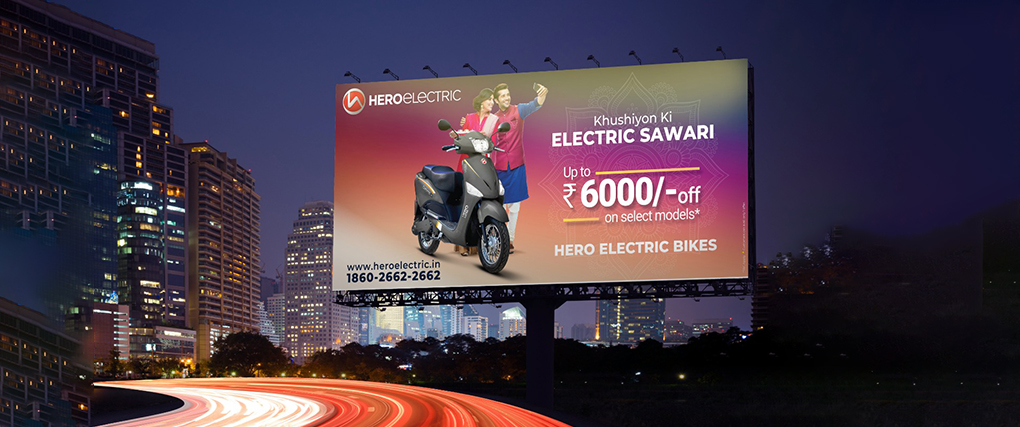 HEROELECTRIC
Khushiyon Ki
ELECTRIC SAWARI
Up to
₹ 6000/-off
on select models*
HERO ELECTRIC BIKES
www.heroelectric.in
1860-2662-2662